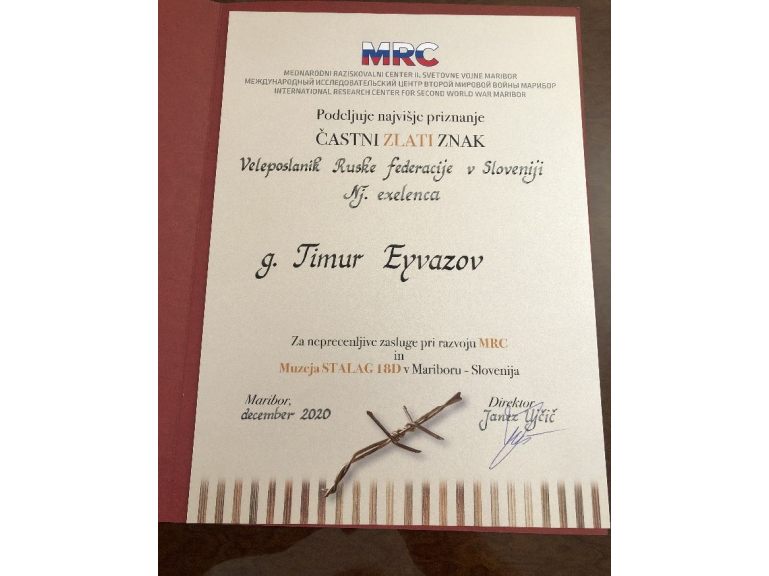 MRC
MEDNARODNI RAZISKOVALNI CENTER II. SVETOVNE VOJNE MARIBOR
МЕЖДУНАРОДНЫЙ ИССЛЕДОВАТЕЛЬСКИЙ ЦЕНТР ВТОРОЙ МИРОВОЙ ВОЙНЫ МАРИБОР
INTERNATIONAL RESEARCH CENTER FOR SECOND WORLD WAR MARIBOR
Podeljuje najvišje priznanje
ČASTNI ZLATI ZNAK
Veleposlanik Ruske federacije v Sloveniji
Nj. exelenca
g. Timur Eyvazov
Za neprecenljive zasluge pri razvoju MRC
in
Muzeja STALAG 18D v Mariboru - Slovenija
Maribor,
december 2020
Direktor
Janez Ujčič